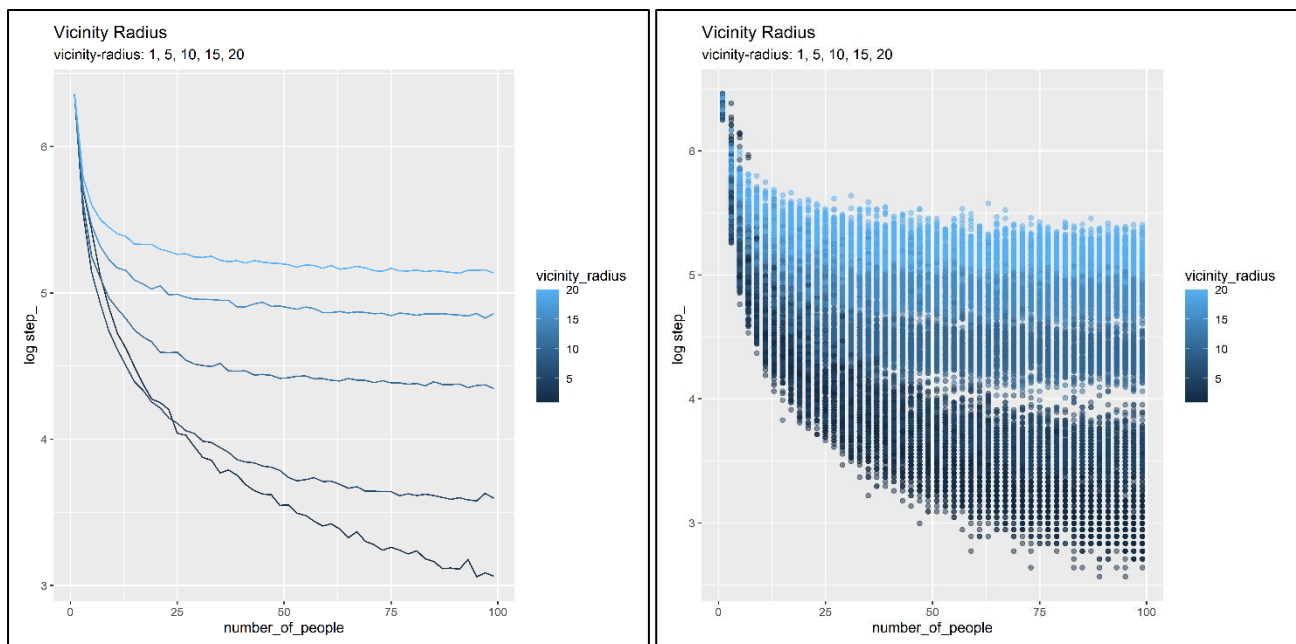 Vicinity Radius
vicinity-radius: 1, 5, 10, 15, 20
6
5
4
3
log step_
0
25
50
75
100
number_of_people
vicinity_radius
20
15
10
5
Vicinity Radius
vicinity-radius: 1, 5, 10, 15, 20
6
5
4
3
log step_
0
25
50
75
100
number_of_people
vicinity_radius
20
15
10
5